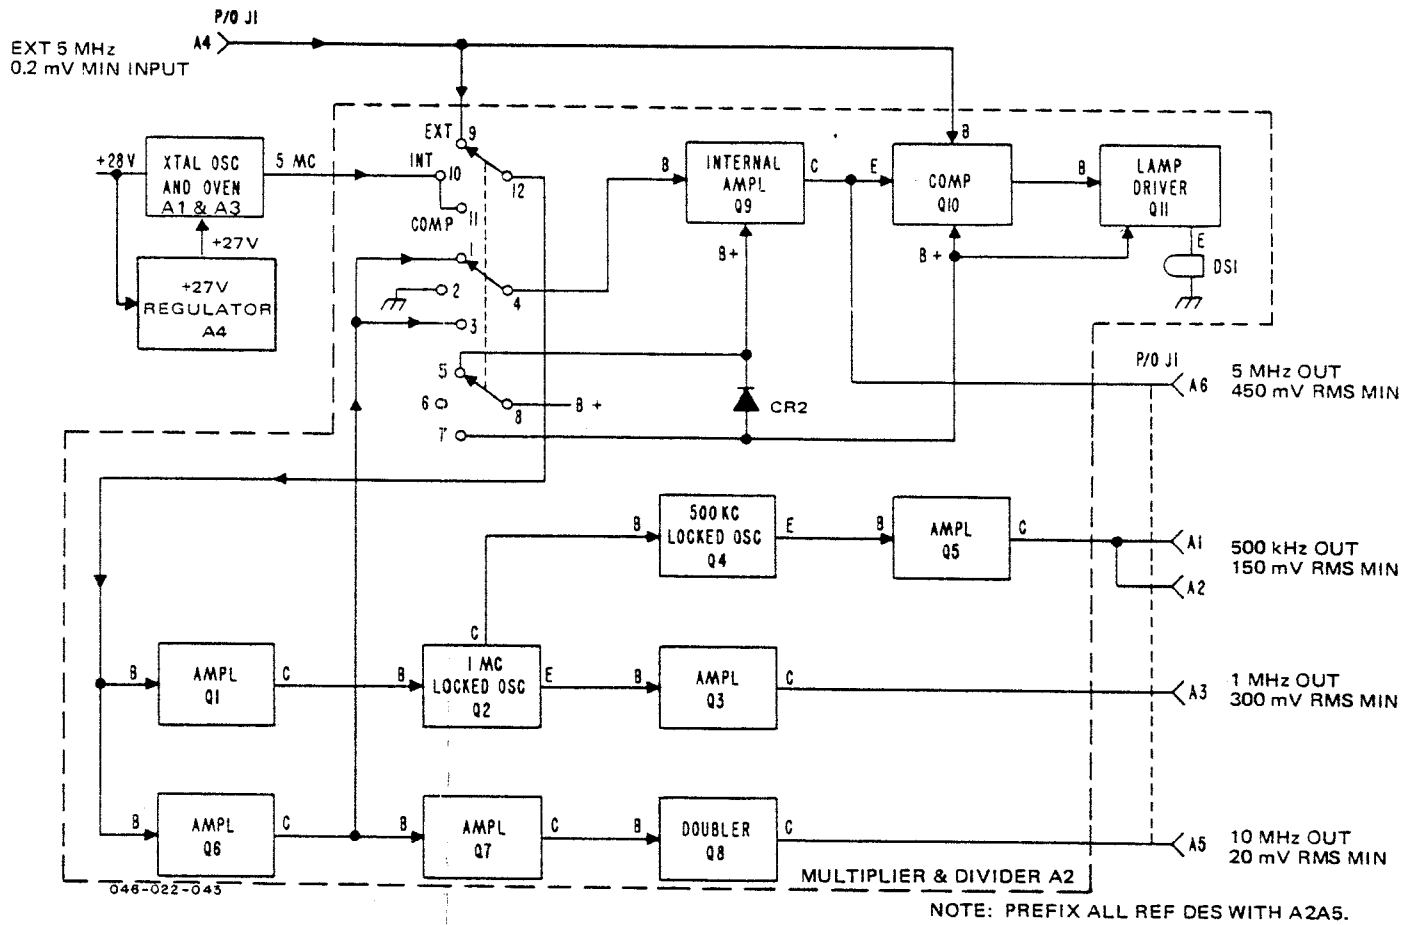 P/O J1
A4
EXT 5 MHz
0.2 mV MIN INPUT
+28V
XTAL OSC
AND OVEN
A1 & A3
5 MC
+27V
+27V
REGULATOR
A4
EXT
9
INT
10
12
11
COMP
1
2
4
3
5
6
8
B +
7
B
INTERNAL
AMPL
Q9
C
B+
E
B
COMP
Q10
B+
B
LAMP
DRIVER
Q11
E
DS1
CR2
P/O J1
A6
5 MHz OUT
450 mV RMS MIN
B
500 KC
LOCKED OSC
Q4
E
B
AMPL
Q5
C
A1
A2
500 kHz OUT
150 mV RMS MIN
B
AMPL
Q1
C
B
C
1 MC
LOCKED OSC
Q2
E
B
AMPL
Q3
C
A3
1 MHz OUT
300 mV RMS MIN
B
AMPL
Q6
C
B
AMPL
Q7
C
B
DOUBLER
Q8
C
A5
10 MHz OUT
20 mV RMS MIN
046-022-045
MULTIPLIER & DIVIDER A2
NOTE: PREFIX ALL REF DES WITH A2A5.